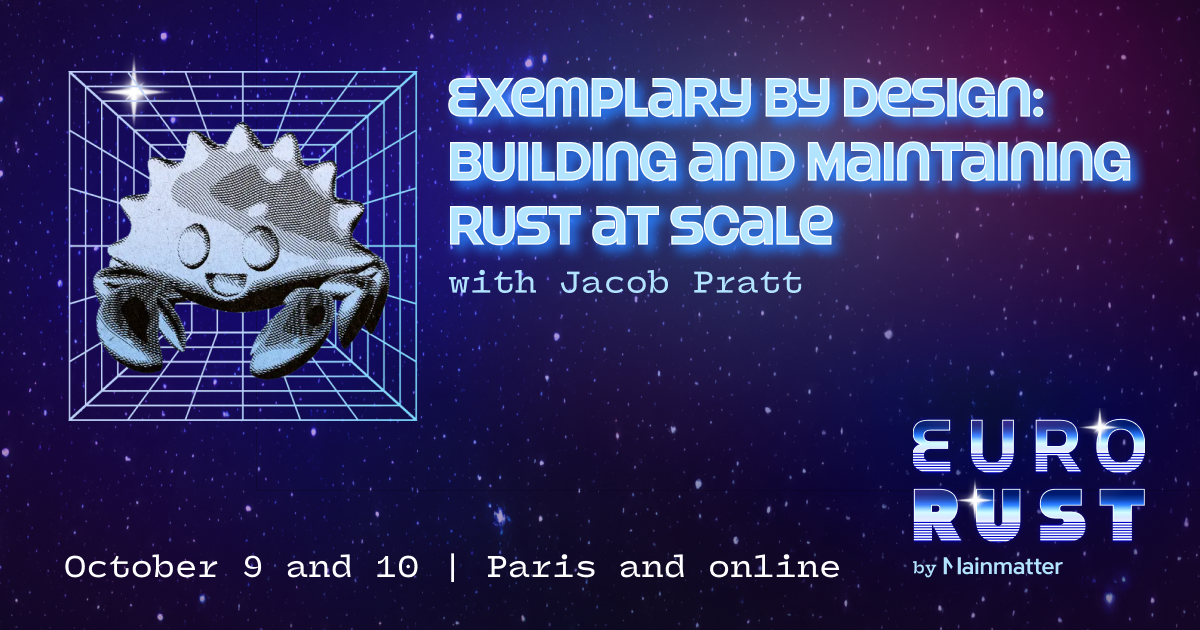 Exemplary by Design:
Building and Maintaining
Rust at Scale
with Jacob Pratt
EURO
RUST
by Mainmatter
October 9 and 10 | Paris and online